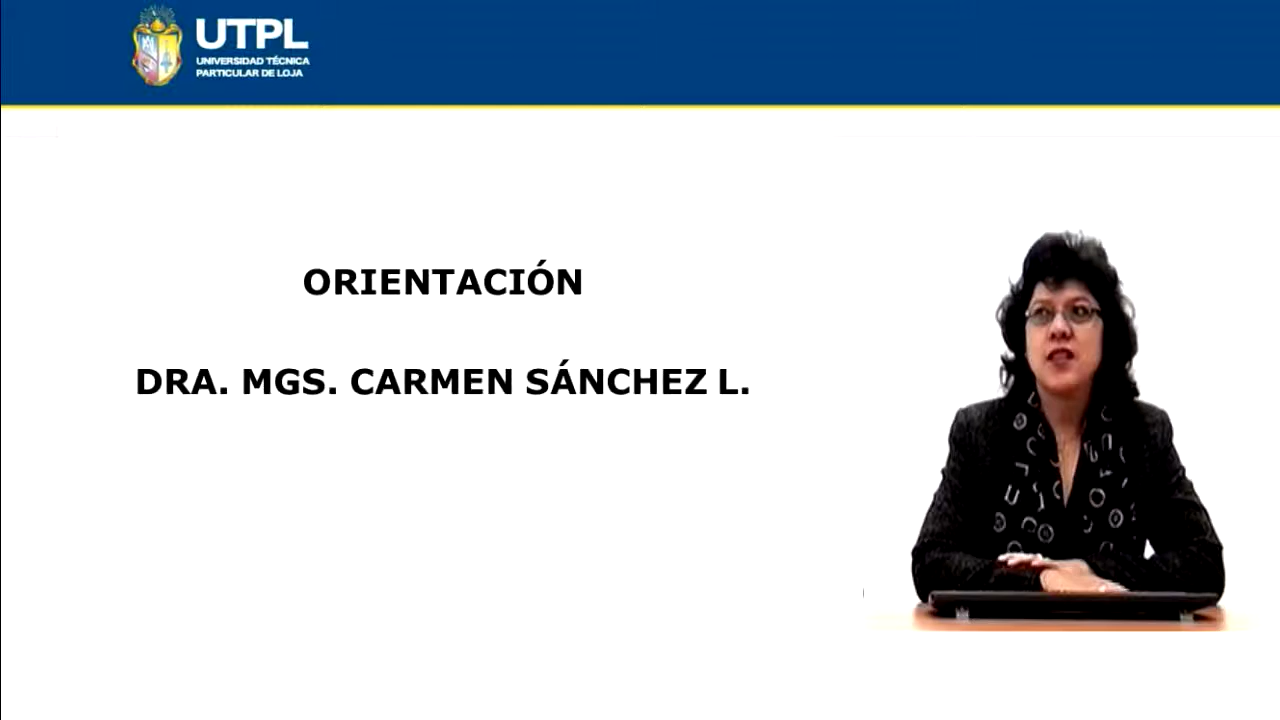 UTPL
UNIVERSIDAD TÉCNICA
PARTICULAR DE LOJA
ORIENTACIÓN
DRA. MGS. CARMEN SÁNCHEZ L.